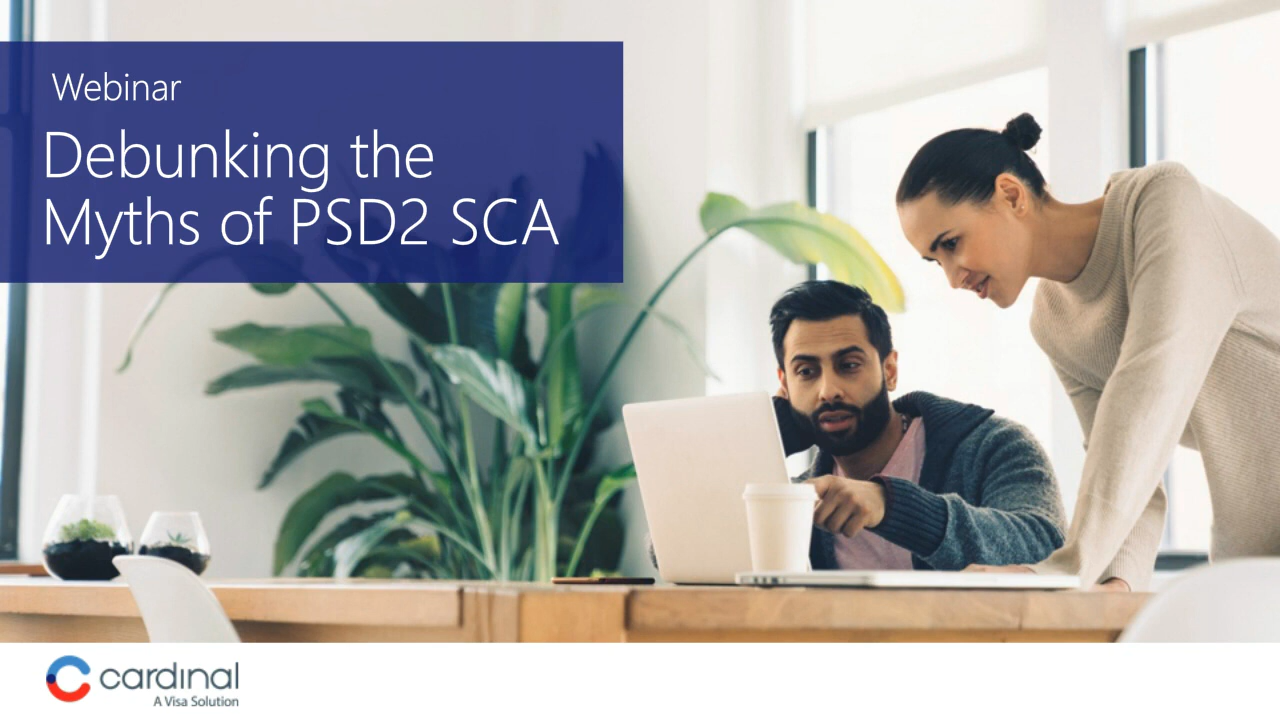 Webinar
Debunking the
Myths of PSD2 SCA
cardinal
A Visa Solution